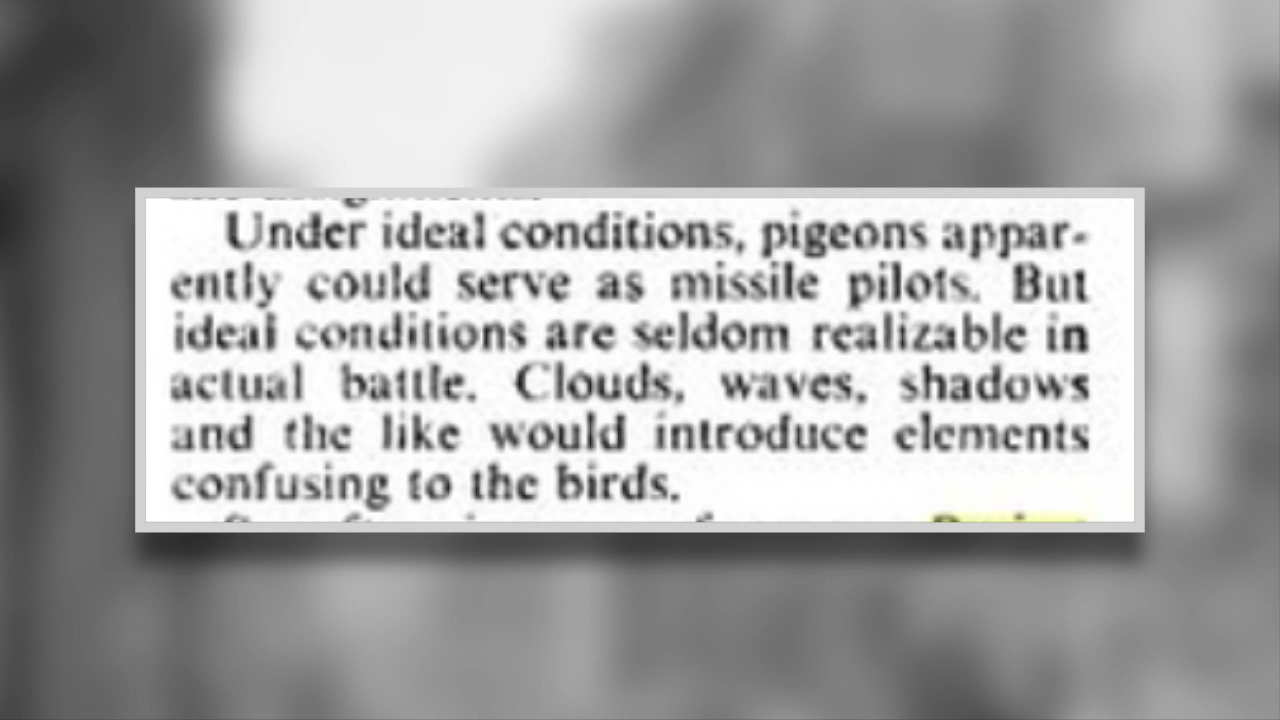 Under ideal conditions, pigeons appar-
ently could serve as missile pilots. But
ideal conditions are seldom realizable in
actual battle. Clouds, waves, shadows
and the like would introduce elements
confusing to the birds.